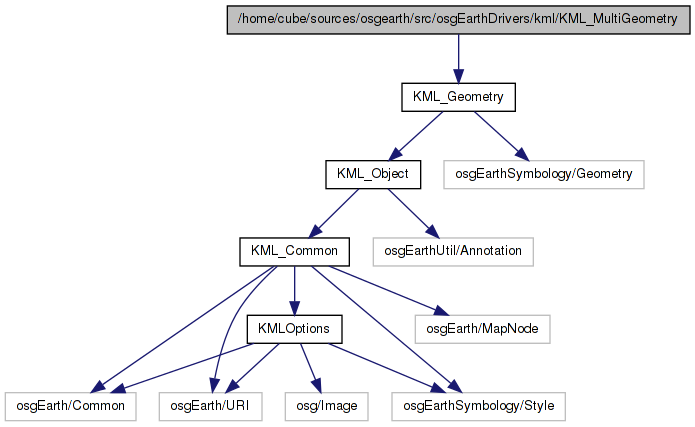 /home/cube/sources/osgearth/src/osgEarthDrivers/kml/KML_MultiGeometry
KML_Geometry
KML_Object
osgEarthSymbology/Geometry
KML_Common
osgEarthUtil/Annotation
KMLOptions
osgEarth/MapNode
osgEarth/Common
osgEarth/URI
osg/Image
osgEarthSymbology/Style